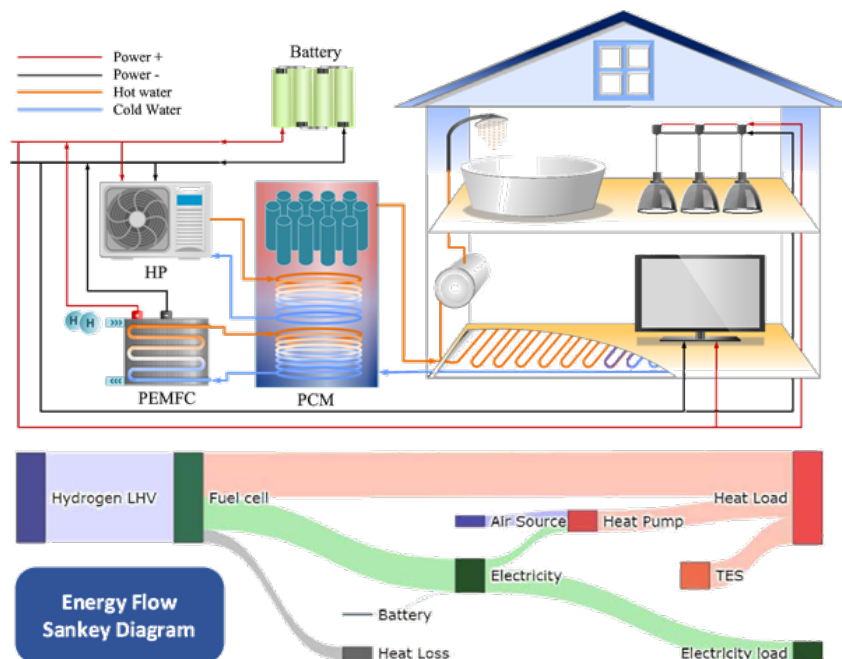 Battery
Power +
Power -
Hot water
Cold Water
HP
H H
PEMFC
PCM
Hydrogen LHV
Fuel cell
Heat Load
Air Source
Heat Pump
Electricity
TES
Battery
Heat Loss
Electricity load
Energy Flow
Sankey Diagram